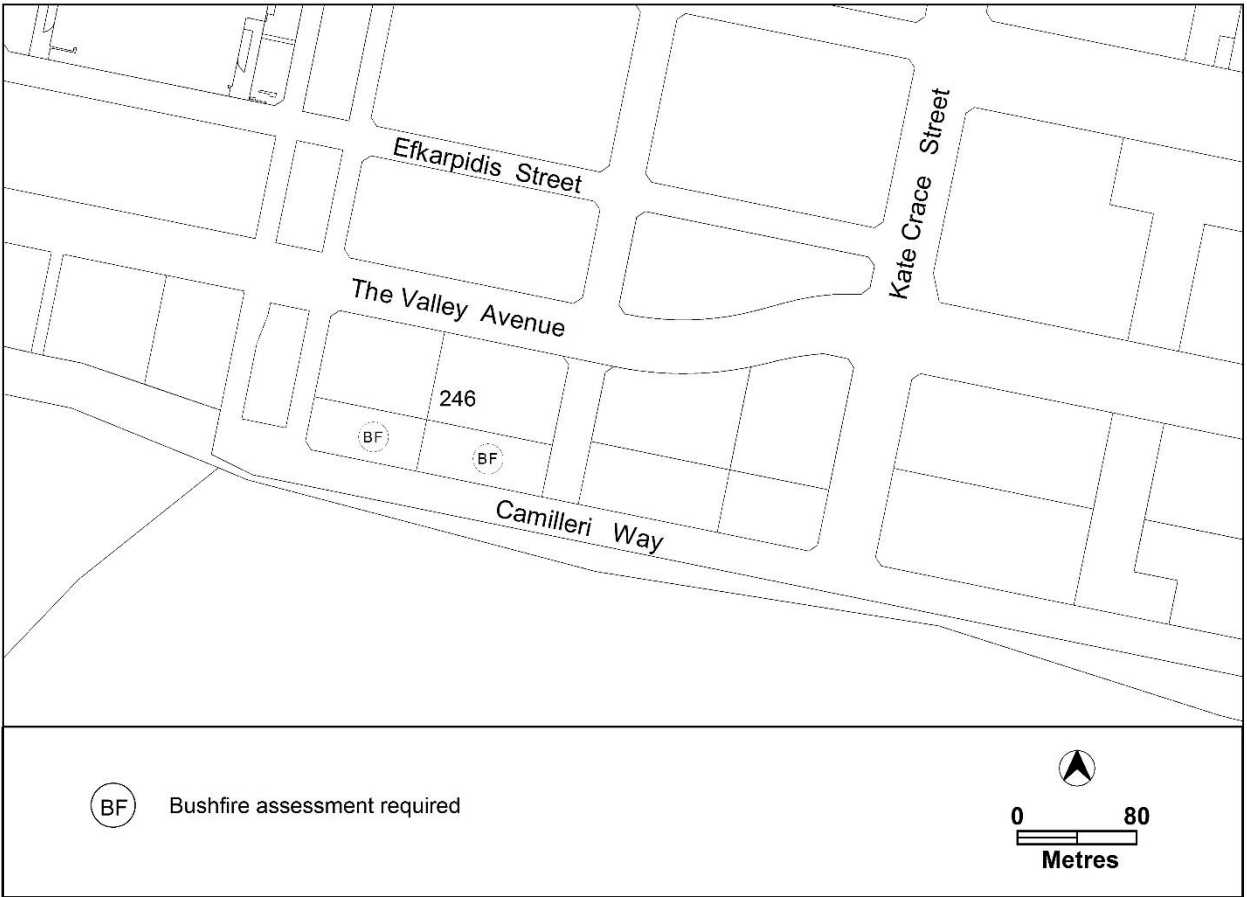 Efkarpidis Street
Kate Crace Street
The Valley Avenue
246
BF
BF
Camilleri Way
BF Bushfire assessment required
0 80
Metres